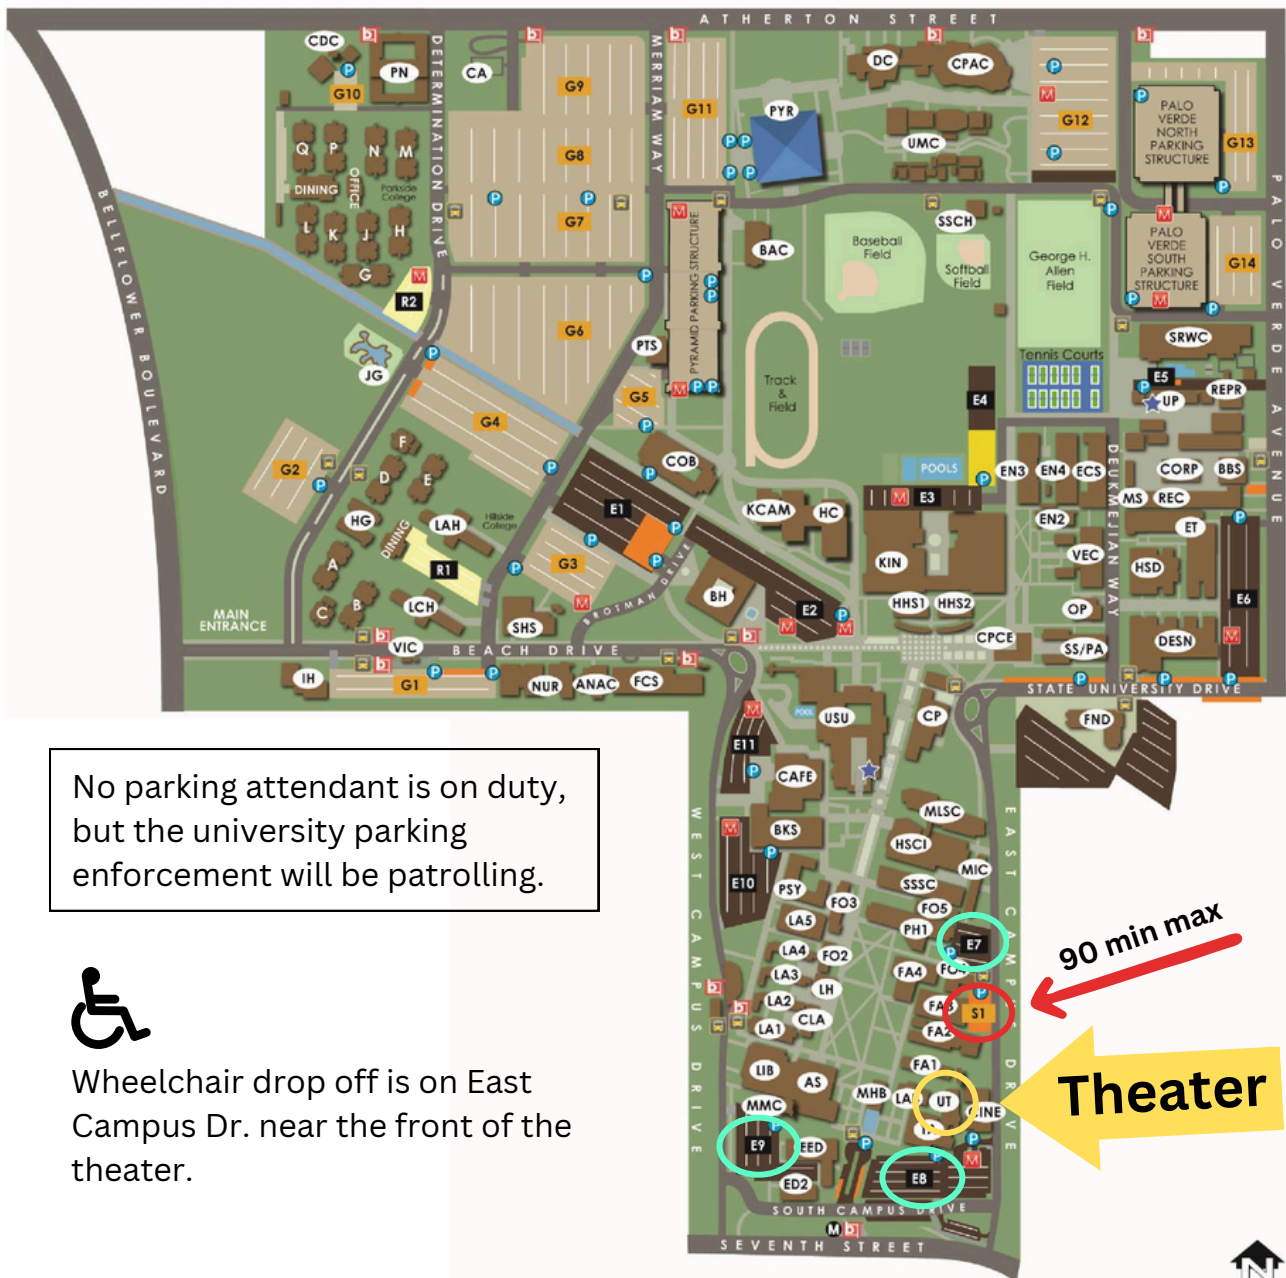 ATHERTON STREET
CDC
PN
G10
DETERMINATION DRIVE
CA
G9
G8
G7
MERRIAM WAY
G11
PYR
DC
CPAC
UMC
G12
PALO
VERDE
NORTH
PARKING
STRUCTURE
G13
Q
P
N
M
DINING
OFFICE
Parkside
College
L
K
J
H
G
R2
JG
BELLFLOWER BOULEVARD
PYRAMID PARKING STRUCTURE
BAC
Baseball
Field
SSCH
Softball
Field
George H.
Allen
Field
PALO
VERDE
SOUTH
PARKING
STRUCTURE
G14
PALO VERDE AVENUE
G6
PTS
G5
G4
G2
Track
&
Field
Tennis Courts
SRWC
E5
UP
REPR
E4
POOLS
E3
EN3
EN4
ECS
DEUKMEJIAN WAY
CORP
BBS
MS
REC
ET
F
D
E
HG
LAH
DINING
Hillside
College
R1
A
B
C
LCH
COB
E1
G3
BROTMAN DRIVE
BH
E2
KCAM
HC
KIN
HHS1
HHS2
EN2
VEC
OP
HSD
E6
DESN
CPCE
SS/PA
SHS
MAIN
ENTRANCE
VIC
BEACH DRIVE
IH
G1
NUR
ANAC
FCS
STATE UNIVERSITY DRIVE
FND
E11
POOL
USU
CP
CAFE
BKS
E10
WEST CAMPUS DRIVE
EAST CAMPUS DRIVE
MLSC
HSCI
MIC
SSSC
PSY
FO3
FO5
LA5
PH1
E7
LA4
FO2
LA3
FA4
LH
LA2
S1
FA2
CLA
LA1
FA1
LIB
AS
MHB
UT
MMC
E9
ED2
E8
SOUTH CAMPUS DRIVE
M
SEVENTH STREET
No parking attendant is on duty,
but the university parking
enforcement will be patrolling.
Wheelchair drop off is on East
Campus Dr. near the front of the
theater.
90 min max
Theater
N